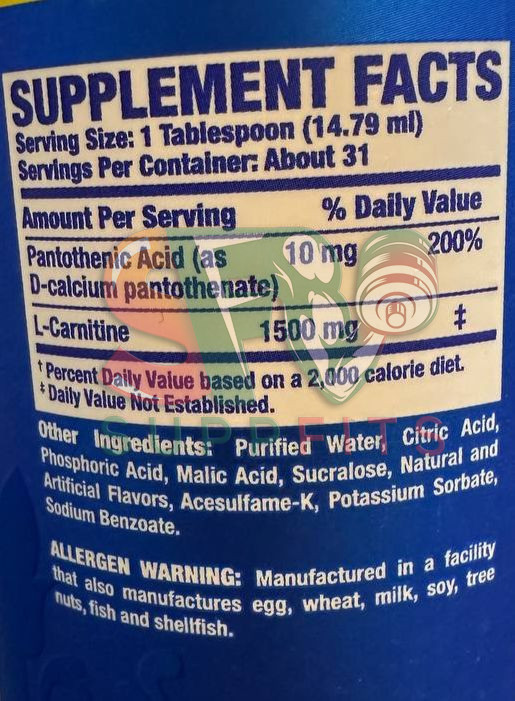 SUPPLEMENT FACTS
Serving Size: 1 Tablespoon (14.79 ml)
Servings Per Container: About 31
Amount Per Serving % Daily Value
Pantothenic Acid (as 10 mg 200%
D-calcium pantothenate)
L-Carnitine 1500 mg ‡
† Percent Daily Value based on a 2,000 calorie diet.
‡ Daily Value Not Established.
SUPPFITS
Other Ingredients: Purified Water, Citric Acid,
Phosphoric Acid, Malic Acid, Sucralose, Natural and
Artificial Flavors, Acesulfame-K, Potassium Sorbate,
Sodium Benzoate.
ALLERGEN WARNING: Manufactured in a facility
that also manufactures egg, wheat, milk, soy, tree
nuts, fish and shellfish.